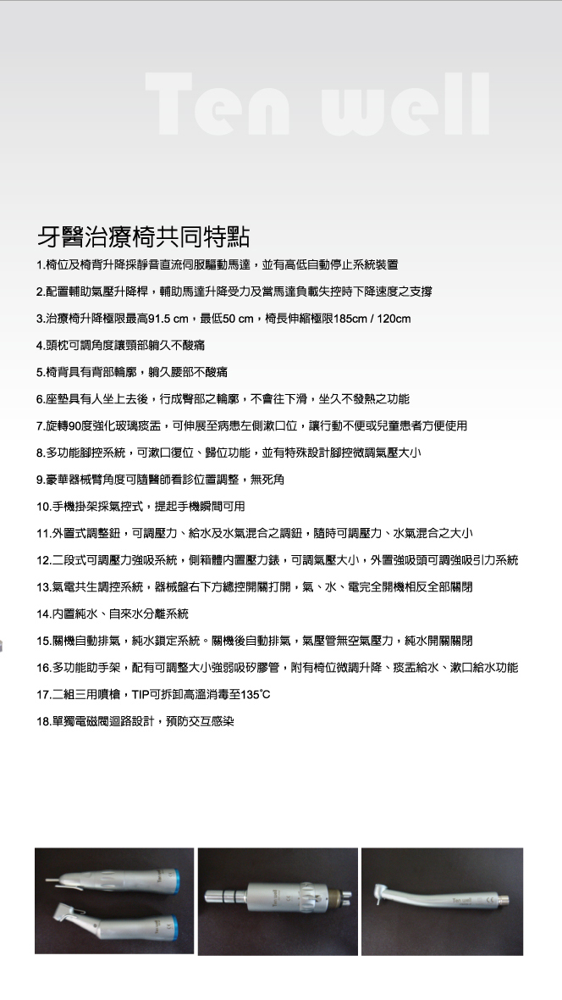 Ten well
牙醫治療椅共同特點
1.椅位及椅背升降採靜音直流伺服驅動馬達，並有高低自動停止系統裝置
2.配置輔助氣壓升降桿，輔助馬達升降受力及當馬達負載失控時下降速度之支撐
3.治療椅升降極限最高91.5 cm，最低50 cm，椅長伸縮極限185cm / 120cm
4.頭枕可調角度讓頸部躺久不酸痛
5.椅背具有背部輪廓，躺久腰部不酸痛
6.座墊具有人坐上去後，行成臀部之輪廓，不會往下滑，坐久不發熱之功能
7.旋轉90度強化玻璃痰盂，可伸展至病患左側漱口位，讓行動不便或兒童患者方便使用
8.多功能腳控系統，可漱口復位、歸位功能，並有特殊設計腳控微調氣壓大小
9.豪華器械臂角度可隨醫師看診位置調整，無死角
10.手機掛架採氣控式，提起手機瞬間可用
11.外置式調整鈕，可調壓力、給水及水氣混合之調鈕，隨時可調壓力、水氣混合之大小
12.二段式可調壓力強吸系統，側箱體內置壓力錶，可調氣壓大小，外置強吸頭可調強吸引力系統
13.氣電共生調控系統，器械盤右下方總控開關打開，氣、水、電完全開機相反全部關閉
14.內置純水、自來水分離系統
15.關機自動排氣，純水鎖定系統。關機後自動排氣，氣壓管無空氣壓力，純水開關關閉
16.多功能助手架，配有可調整大小強弱吸矽膠管，附有椅位微調升降、痰盂給水、漱口給水功能
17.二組三用噴槍，TIP可拆卸高溫消毒至135℃
18.單獨電磁閥迴路設計，預防交互感染
Ten well
Ten well
Ten well